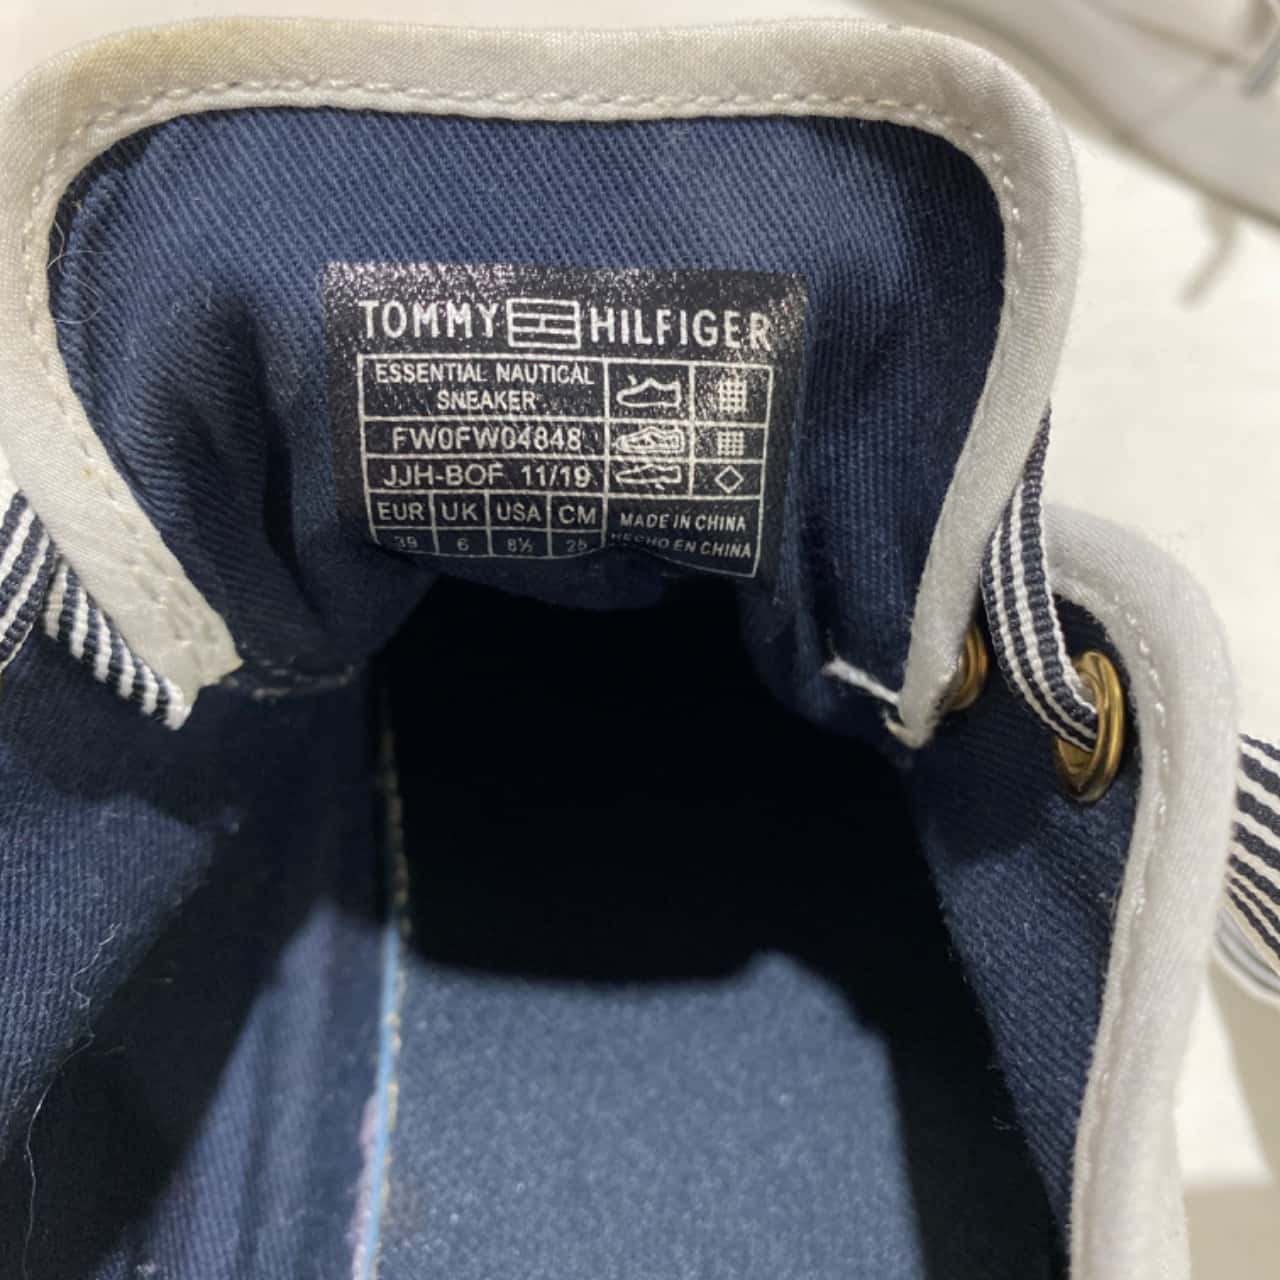 TOMMY HILFIGER
ESSENTIAL NAUTICAL
SNEAKER
FW0FW04848
JJH-BOF 11/19
EUR UK USA CM
39 6 8½ 25
MADE IN CHINA
HECHO EN CHINA